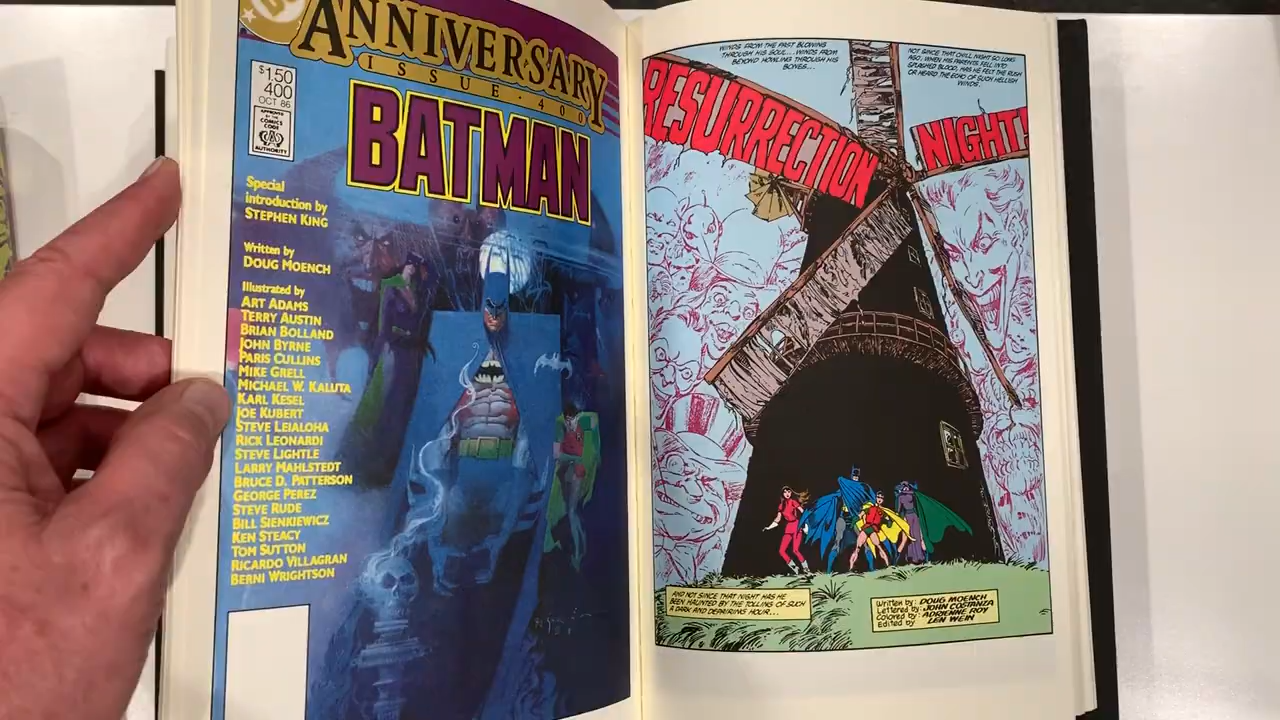 DC
ANNIVERSARY
ISSUE • 400
$1.50
400
OCT 86
APPROVED
BY THE
COMICS
CODE
AUTHORITY
BATMAN
Special
introduction by
STEPHEN KING
Written by
DOUG MOENCH
Illustrated by
ART ADAMS
TERRY AUSTIN
BRIAN BOLLAND
JOHN BYRNE
PARIS CULLINS
MIKE GRELL
MICHAEL W. KALUTA
KARL KESEL
JOE KUBERT
STEVE LEIALOHA
RICK LEONARDI
STEVE LIGHTLE
LARRY MAHLSTEDT
BRUCE D. PATTERSON
GEORGE PEREZ
STEVE RUDE
BILL SIENKIEWICZ
KEN STEACY
TOM SUTTON
RICARDO VILLAGRAN
BERNI WRIGHTSON
WINDS FROM THE PAST BLOWING
THROUGH HIS SOUL... WINDS FROM
BEYOND HOWLING THROUGH HIS
BONES...
NOT SINCE THAT CHILL NIGHT SO LONG
AGO, WHEN HIS PARENTS FELL INTO
SPLASHED BLOOD, HAS HE FELT THE RUSH
OR HEARD THE ECHO OF SUCH HELLISH
WINDS.
RESURRECTION NIGHT!
AND NOT SINCE THAT NIGHT HAS HE
BEEN HAUNTED BY THE TOLLING OF SUCH
A DARK AND DEPAIRING HOUR...
Written by DOUG MOENCH
Lettered by JOHN COSTANZA
Colored by ADRIENNE ROY
Edited by LEN WEIN